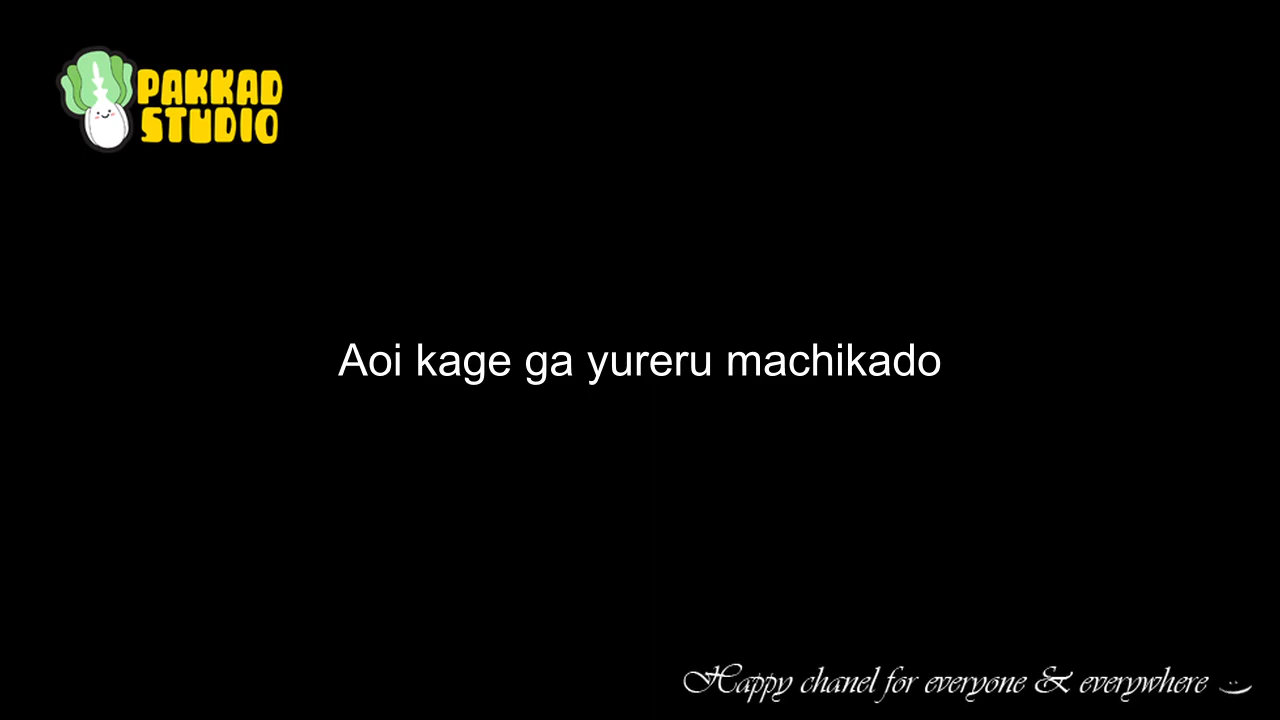 PAKKAD
STUDIO
Aoi kage ga yureru machikado
Happy chanel for everyone & everywhere :)